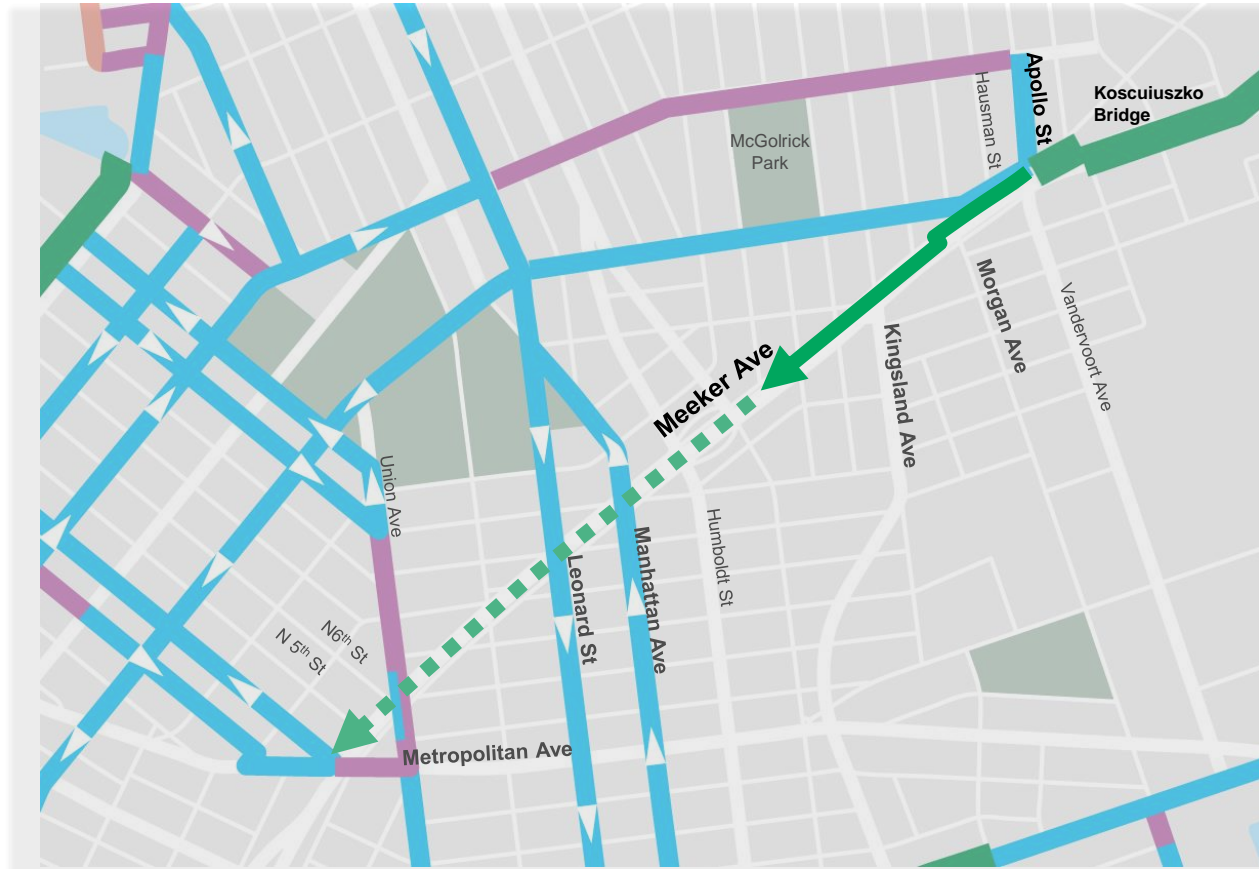 Koscuiuszko
Bridge
Apollo St
Hausman St
McGolrick
Park
Morgan Ave
Vandervoort Ave
Kingsland Ave
Meeker Ave
Union Ave
Humboldt St
Manhattan Ave
Leonard St
N6th St
N 5th St
Metropolitan Ave